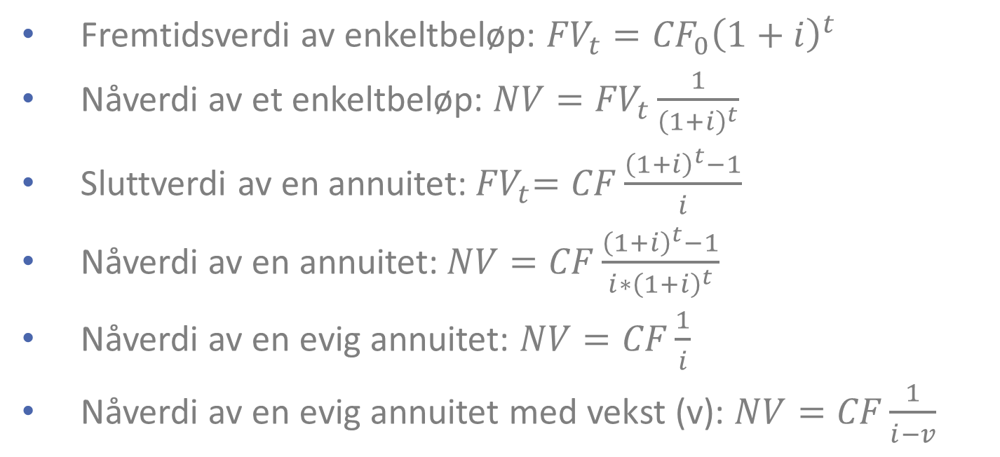 • Fremtidsverdi av enkeltbeløp: $FV_t = CF_0(1 + i)^t$
• Nåverdi av et enkeltbeløp: $NV = FV_t \frac{1}{(1+i)^t}$
• Sluttverdi av en annuitet: $FV_t = CF \frac{(1+i)^t-1}{i}$
• Nåverdi av en annuitet: $NV = CF \frac{(1+i)^t-1}{i*(1+i)^t}$
• Nåverdi av en evig annuitet: $NV = CF \frac{1}{i}$
• Nåverdi av en evig annuitet med vekst (v): $NV = CF \frac{1}{i-v}$